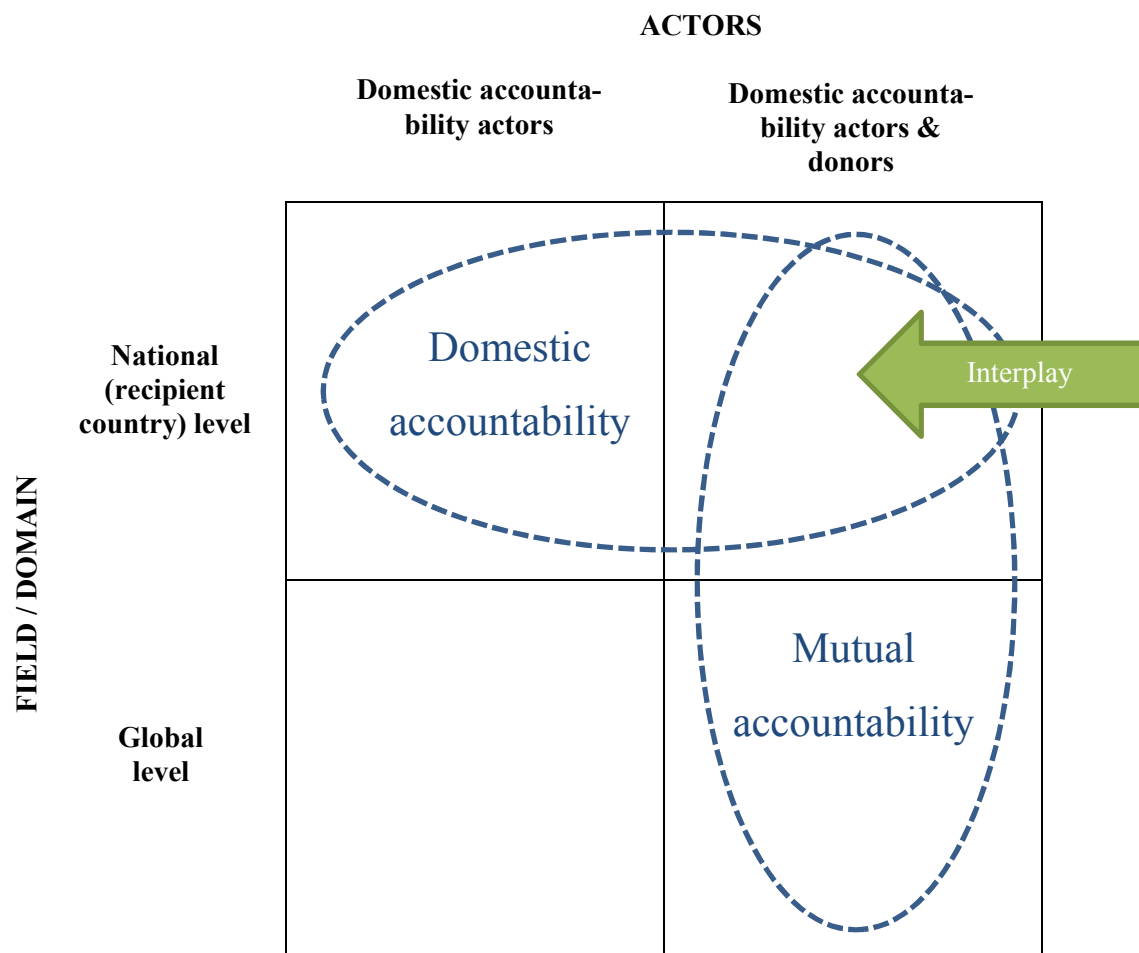 ACTORS
Domestic accounta-
bility actors
Domestic accounta-
bility actors &
donors
National
(recipient
country) level
Domestic
accountability
Interplay
FIELD / DOMAIN
Global
level
Mutual
accountability